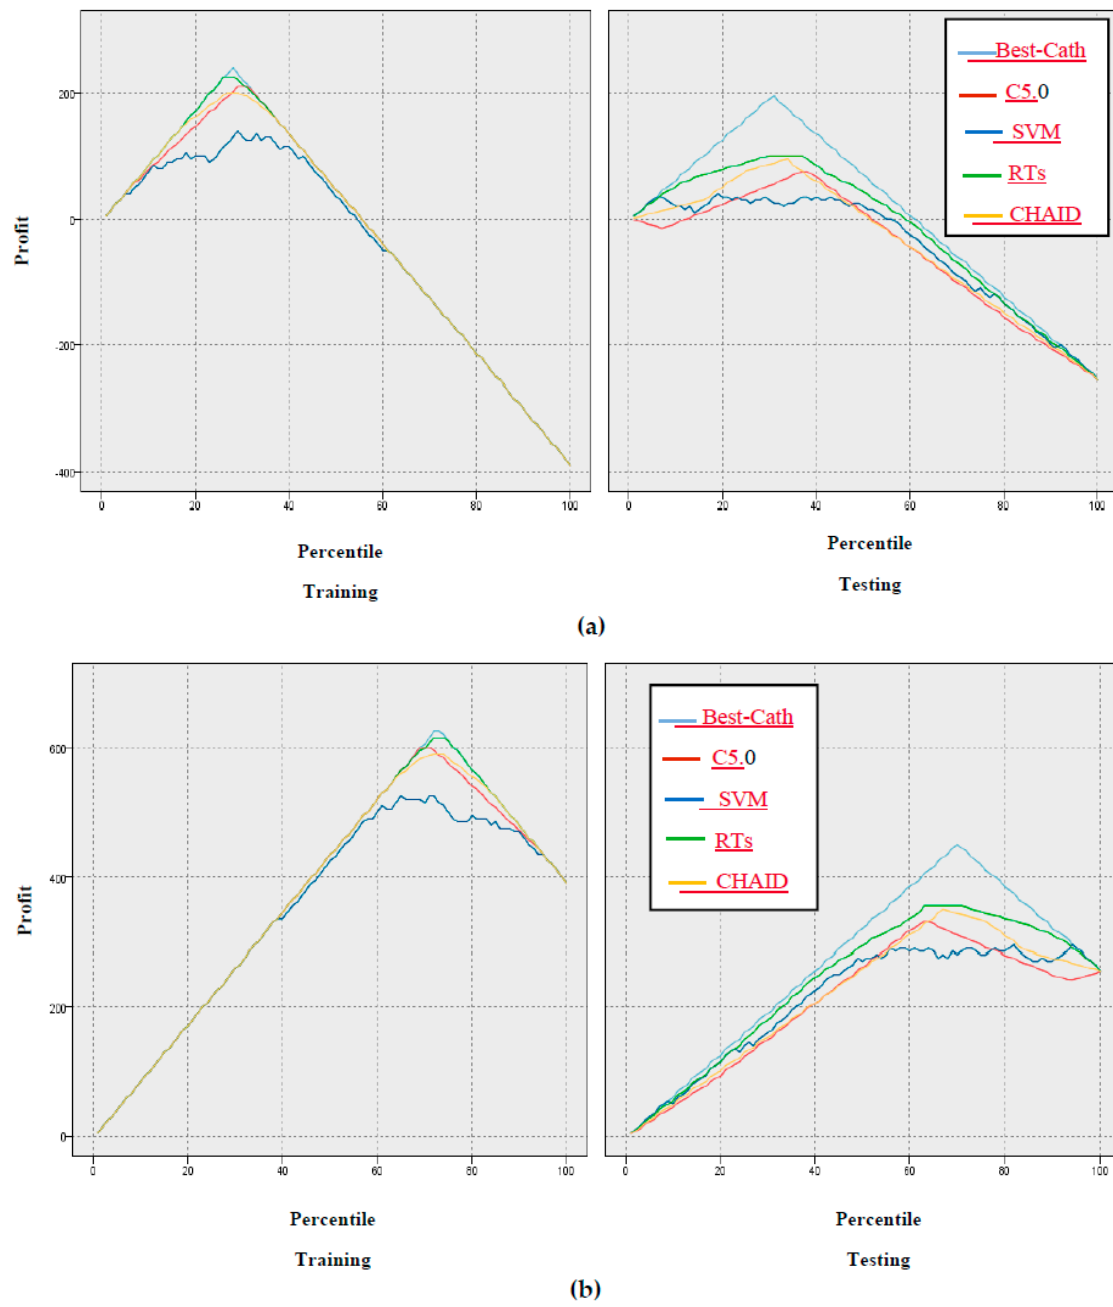 Best-Cath
C5.0
SVM
RTs
CHAID
Profit
200
0
-200
-400
0 20 40 60 80 100
0 20 40 60 80 100
Percentile
Percentile
Training
Testing
(a)
Best-Cath
C5.0
SVM
RTs
CHAID
Profit
600
400
200
0
0 20 40 60 80 100
0 20 40 60 80 100
Percentile
Percentile
Training
Testing
(b)